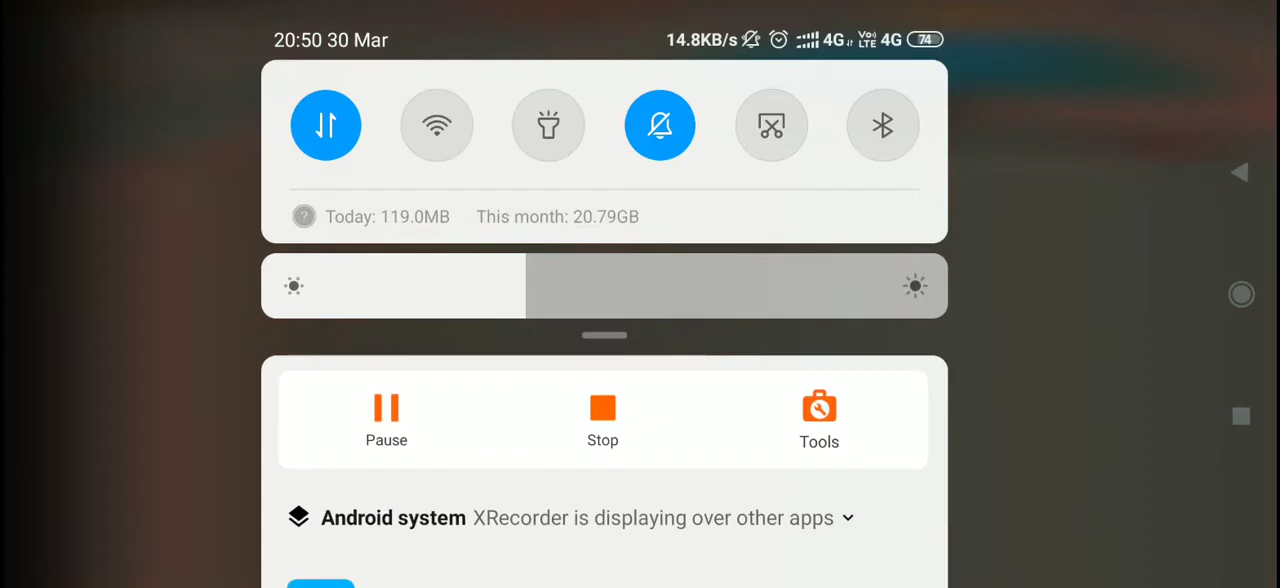 20:50 30 Mar 14.8KB/s 4G Vo) LTE 4G 74
Today: 119.0MB This month: 20.79GB
Pause Stop Tools
Android system XRecorder is displaying over other apps